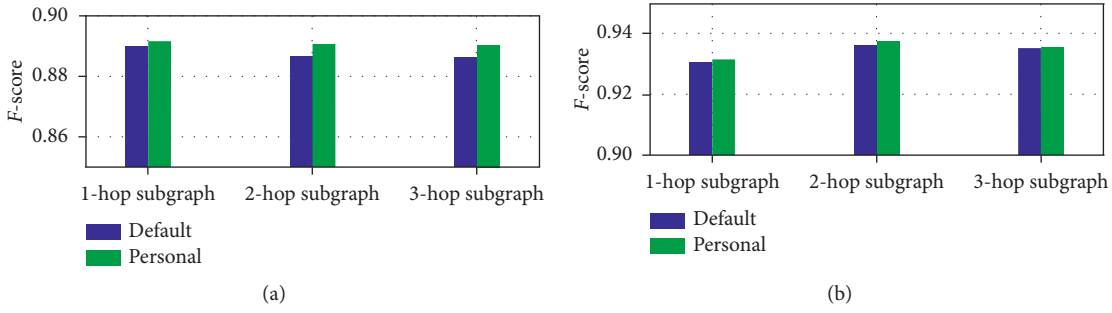 0.90
0.88
0.86
F-score
1-hop subgraph 2-hop subgraph 3-hop subgraph
Default
Personal
(a)
0.94
0.92
0.90
F-score
1-hop subgraph 2-hop subgraph 3-hop subgraph
Default
Personal
(b)